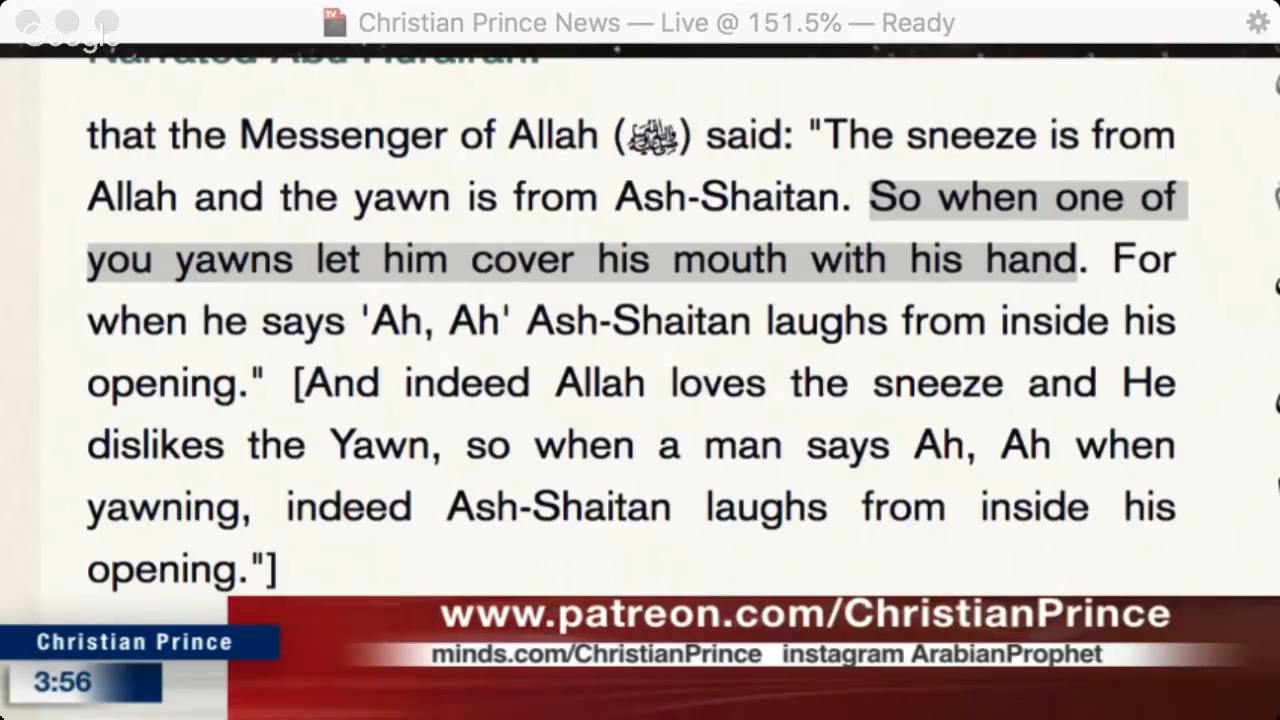 TV Christian Prince News — Live @ 151.5% — Ready
Google
Narrated Abu Hurairah:
that the Messenger of Allah (ﷺ) said: "The sneeze is from
Allah and the yawn is from Ash-Shaitan. So when one of
you yawns let him cover his mouth with his hand. For
when he says 'Ah, Ah' Ash-Shaitan laughs from inside his
opening." [And indeed Allah loves the sneeze and He
dislikes the Yawn, so when a man says Ah, Ah when
yawning, indeed Ash-Shaitan laughs from inside his
opening."]
www.patreon.com/ChristianPrince
Christian Prince
minds.com/ChristianPrince instagram ArabianProphet
3:56